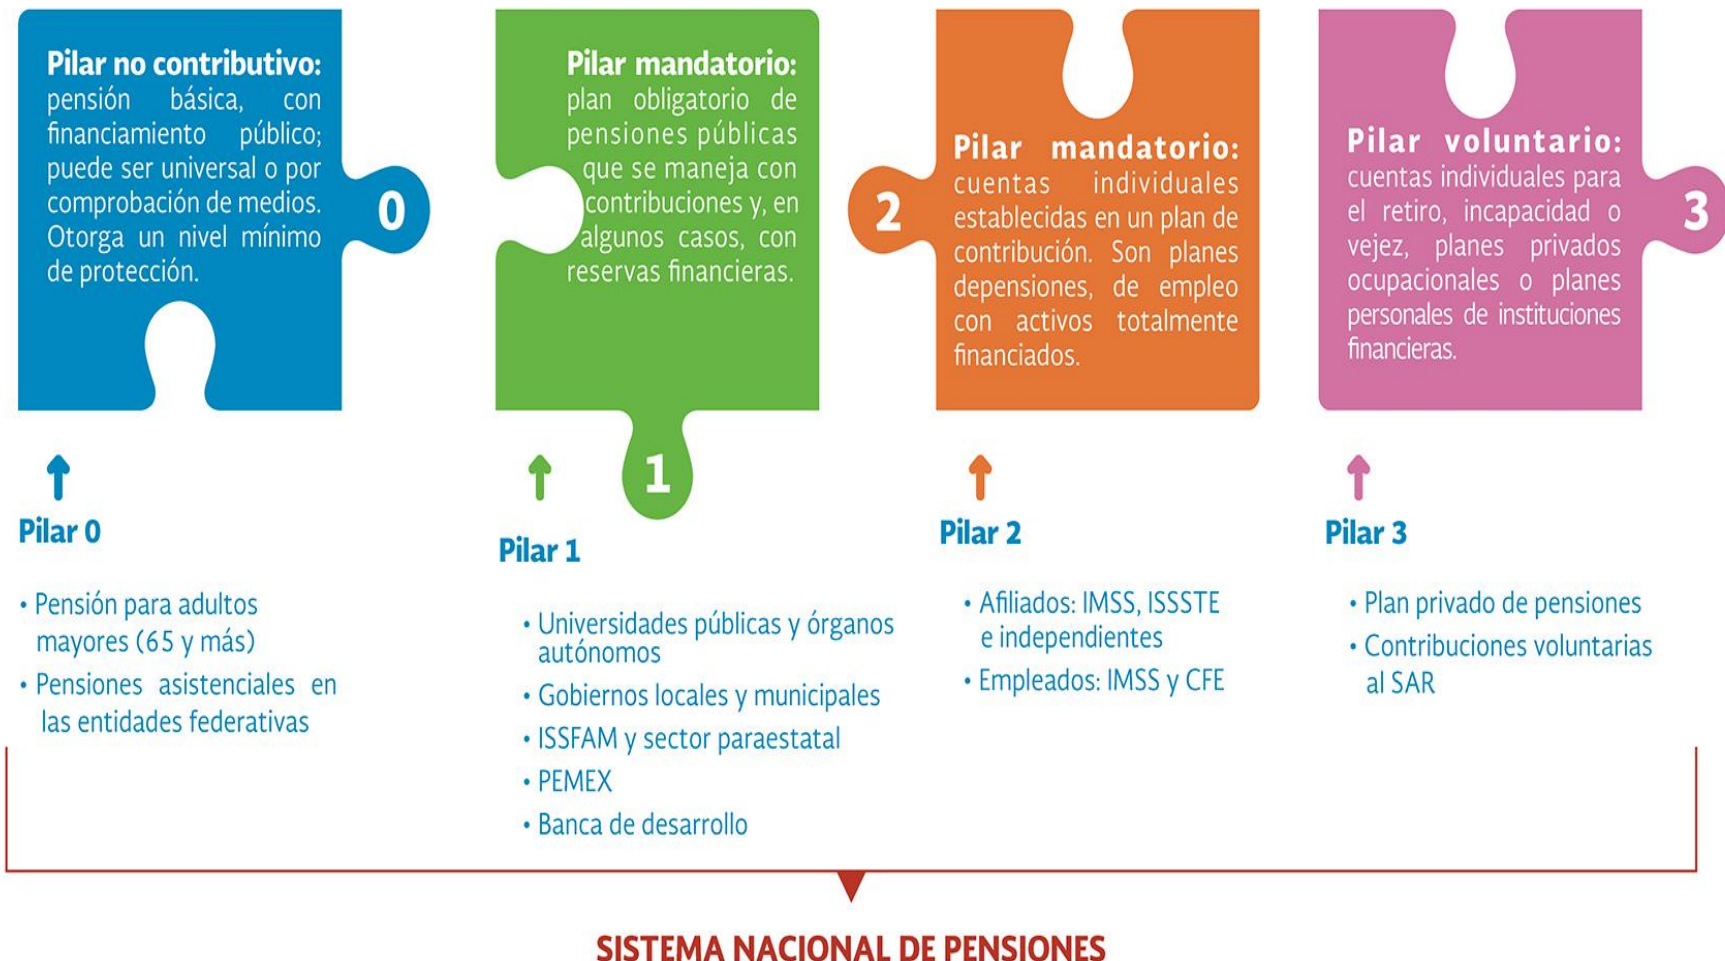 Pilar no contributivo:
pensión básica, con
financiamiento público;
puede ser universal o por
comprobación de medios.
Otorga un nivel mínimo
de protección.
0
Pilar mandatorio:
plan obligatorio de
pensiones públicas
que se maneja con
contribuciones y, en
algunos casos, con
reservas financieras.
1
2
Pilar mandatorio:
cuentas individuales
establecidas en un plan de
contribución. Son planes
depensiones, de empleo
con activos totalmente
financiados.
Pilar voluntario:
cuentas individuales para
el retiro, incapacidad o
vejez, planes privados
ocupacionales o planes
personales de instituciones
financieras.
3
Pilar 0
• Pensión para adultos
mayores (65 y más)
• Pensiones asistenciales en
las entidades federativas
Pilar 1
• Universidades públicas y órganos
autónomos
• Gobiernos locales y municipales
• ISSFAM y sector paraestatal
• PEMEX
• Banca de desarrollo
Pilar 2
• Afiliados: IMSS, ISSSTE
e independientes
• Empleados: IMSS y CFE
Pilar 3
• Plan privado de pensiones
• Contribuciones voluntarias
al SAR
SISTEMA NACIONAL DE PENSIONES